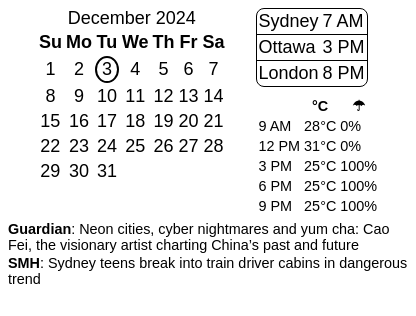 December 2024
Su Mo Tu We Th Fr Sa
1 2 3 4 5 6 7
8 9 10 11 12 13 14
15 16 17 18 19 20 21
22 23 24 25 26 27 28
29 30 31
Sydney 7 AM
Ottawa 3 PM
London 8 PM
°C ☂
9 AM 28°C 0%
12 PM 31°C 0%
3 PM 25°C 100%
6 PM 25°C 100%
9 PM 25°C 100%
Guardian: Neon cities, cyber nightmares and yum cha: Cao
Fei, the visionary artist charting China’s past and future
SMH: Sydney teens break into train driver cabins in dangerous
trend